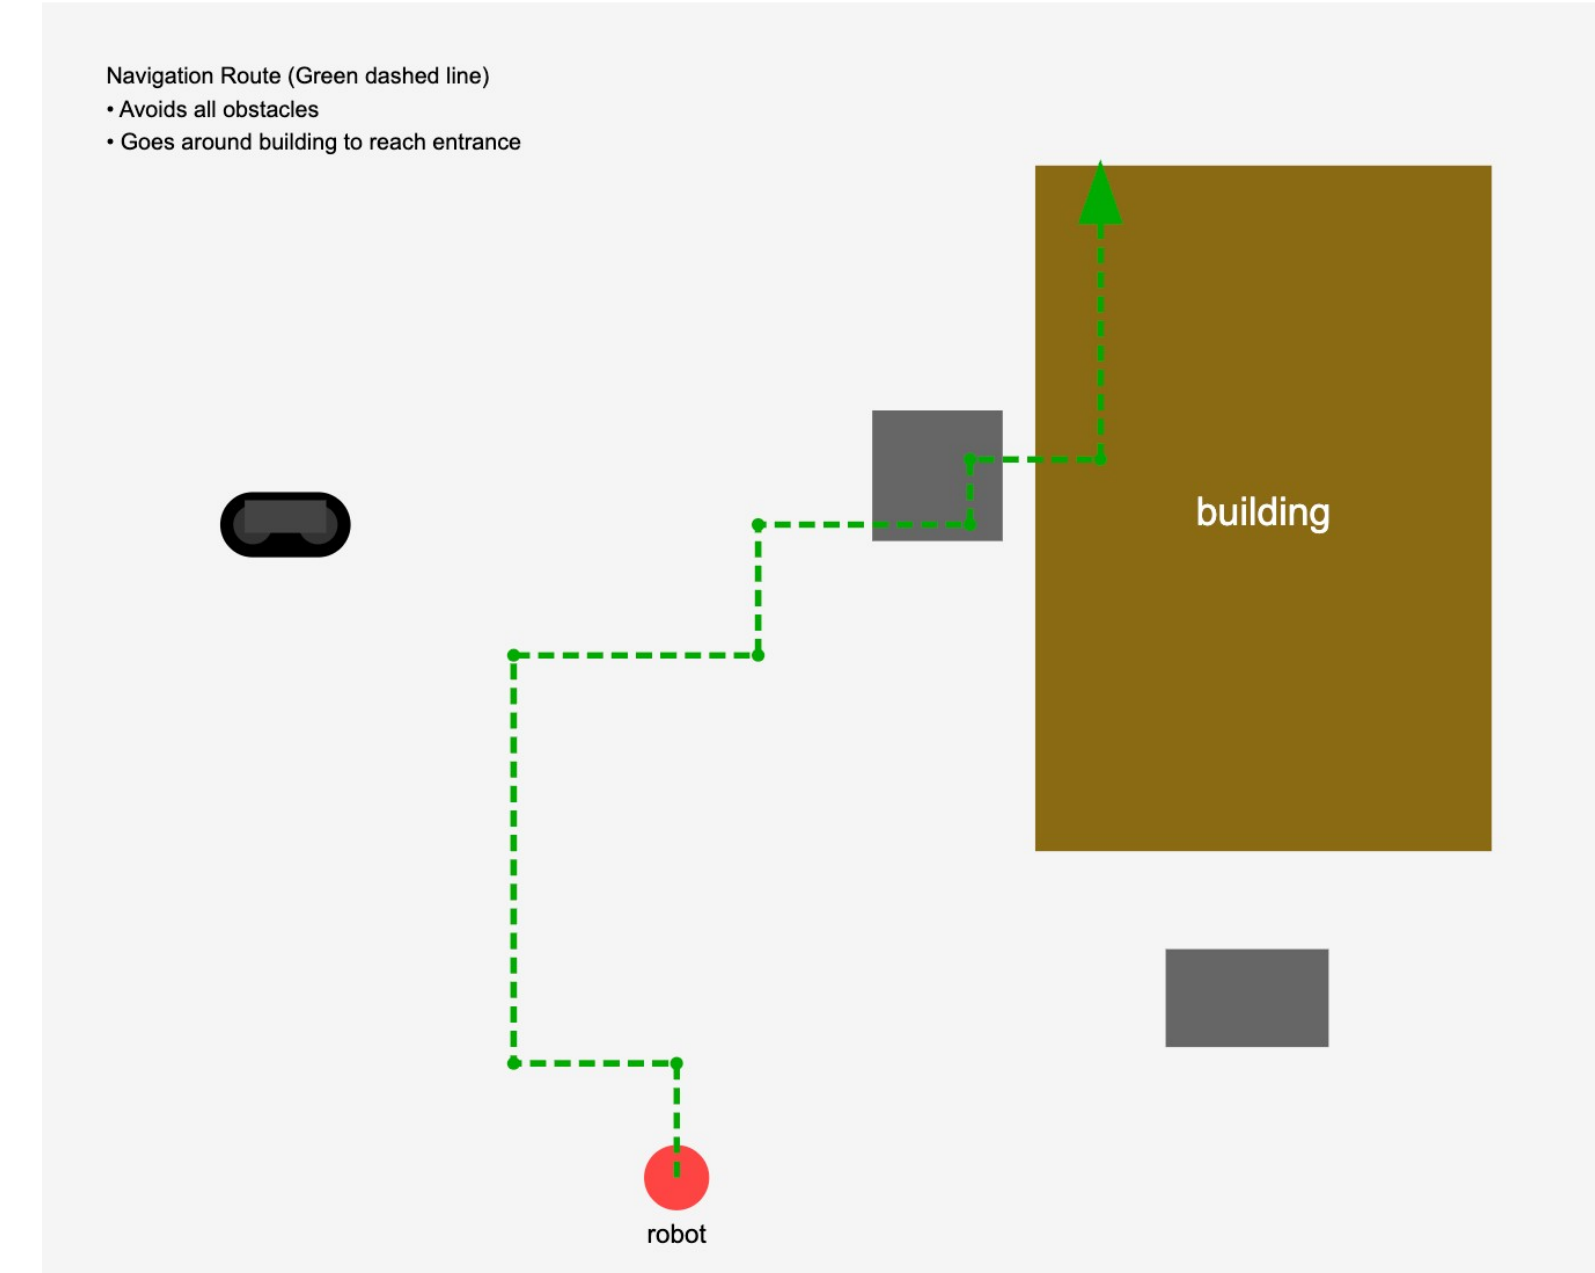 Navigation Route (Green dashed line)
• Avoids all obstacles
• Goes around building to reach entrance
building
robot